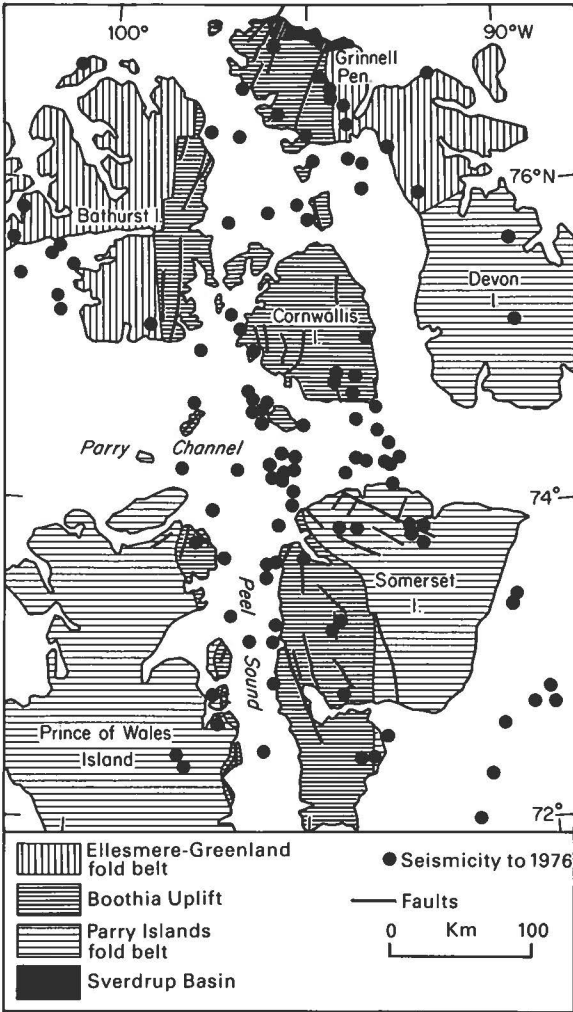 100°
90°W
Grinnell
Pen.
76°N
Bathurst I.
Devon
I.
Cornwallis
I.
Parry Channel
74°
Somerset
I.
Peel Sound
Prince of Wales
Island
72°
Ellesmere-Greenland
fold belt
Boothia Uplift
Parry Islands
fold belt
Sverdrup Basin
Seismicity to 1976
Faults
0 Km 100